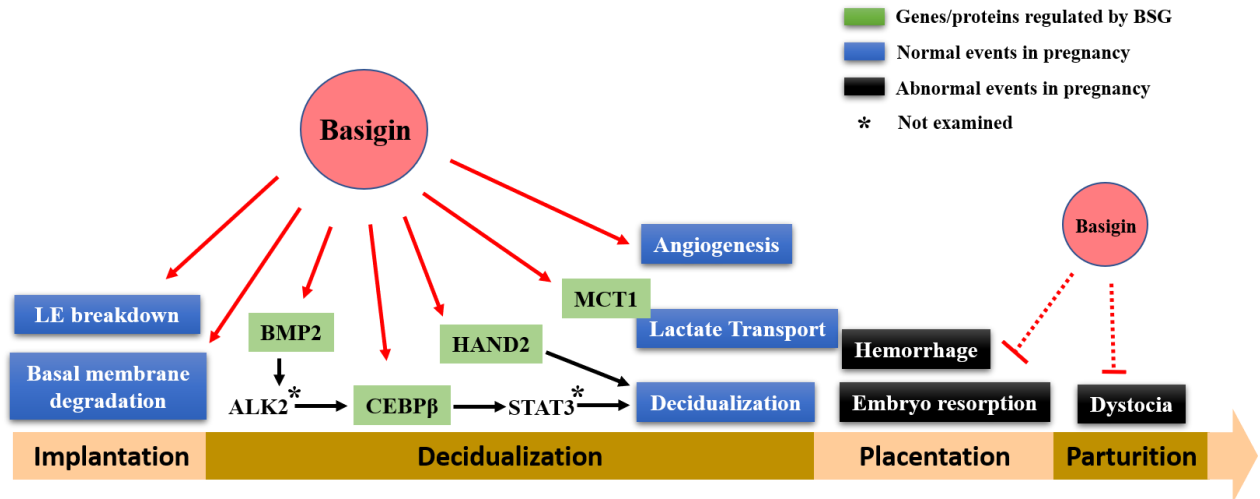 Genes/proteins regulated by BSG
Normal events in pregnancy
Abnormal events in pregnancy
* Not examined
Basigin
Basigin
Angiogenesis
MCT1
LE breakdown
BMP2
HAND2
Lactate Transport
Hemorrhage
Basal membrane
degradation
ALK2*
CEBPβ
STAT3*
Decidualization
Embryo resorption
Dystocia
Implantation
Decidualization
Placentation
Parturition